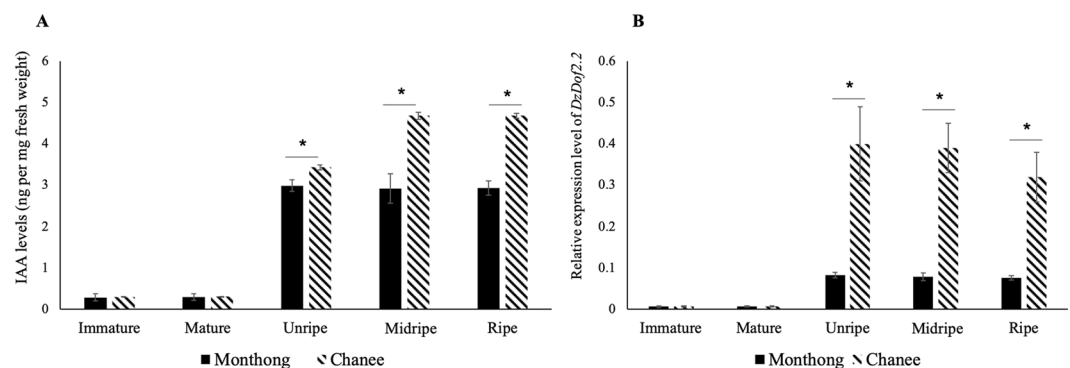 A
IAA levels (ng per mg fresh weight)
6
5
4
3
2
1
0
*
*
*
Immature Mature Unripe Midripe Ripe
Monthong Chanee
B
Relative expression level of DzDof2.2
0.6
0.5
0.4
0.3
0.2
0.1
0
*
*
*
Immature Mature Unripe Midripe Ripe
Monthong Chanee